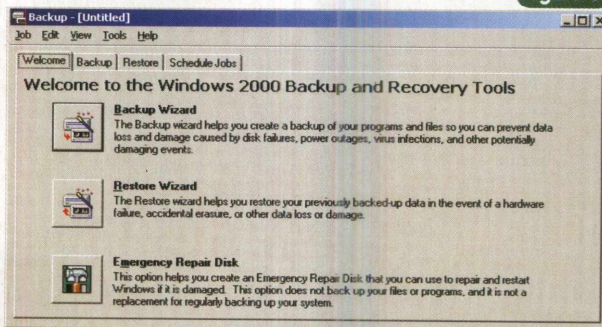 Backup - [Untitled]
Job Edit View Tools Help
Welcome Backup Restore Schedule Jobs
Welcome to the Windows 2000 Backup and Recovery Tools
Backup Wizard
The Backup wizard helps you create a backup of your programs and files so you can prevent data
loss and damage caused by disk failures, power outages, virus infections, and other potentially
damaging events.
Restore Wizard
The Restore wizard helps you restore your previously backed-up data in the event of a hardware
failure, accidental erasure, or other data loss or damage.
Emergency Repair Disk
This option helps you create an Emergency Repair Disk that you can use to repair and restart
Windows if it is damaged. This option does not back up your files or programs, and it is not a
replacement for regularly backing up your system.